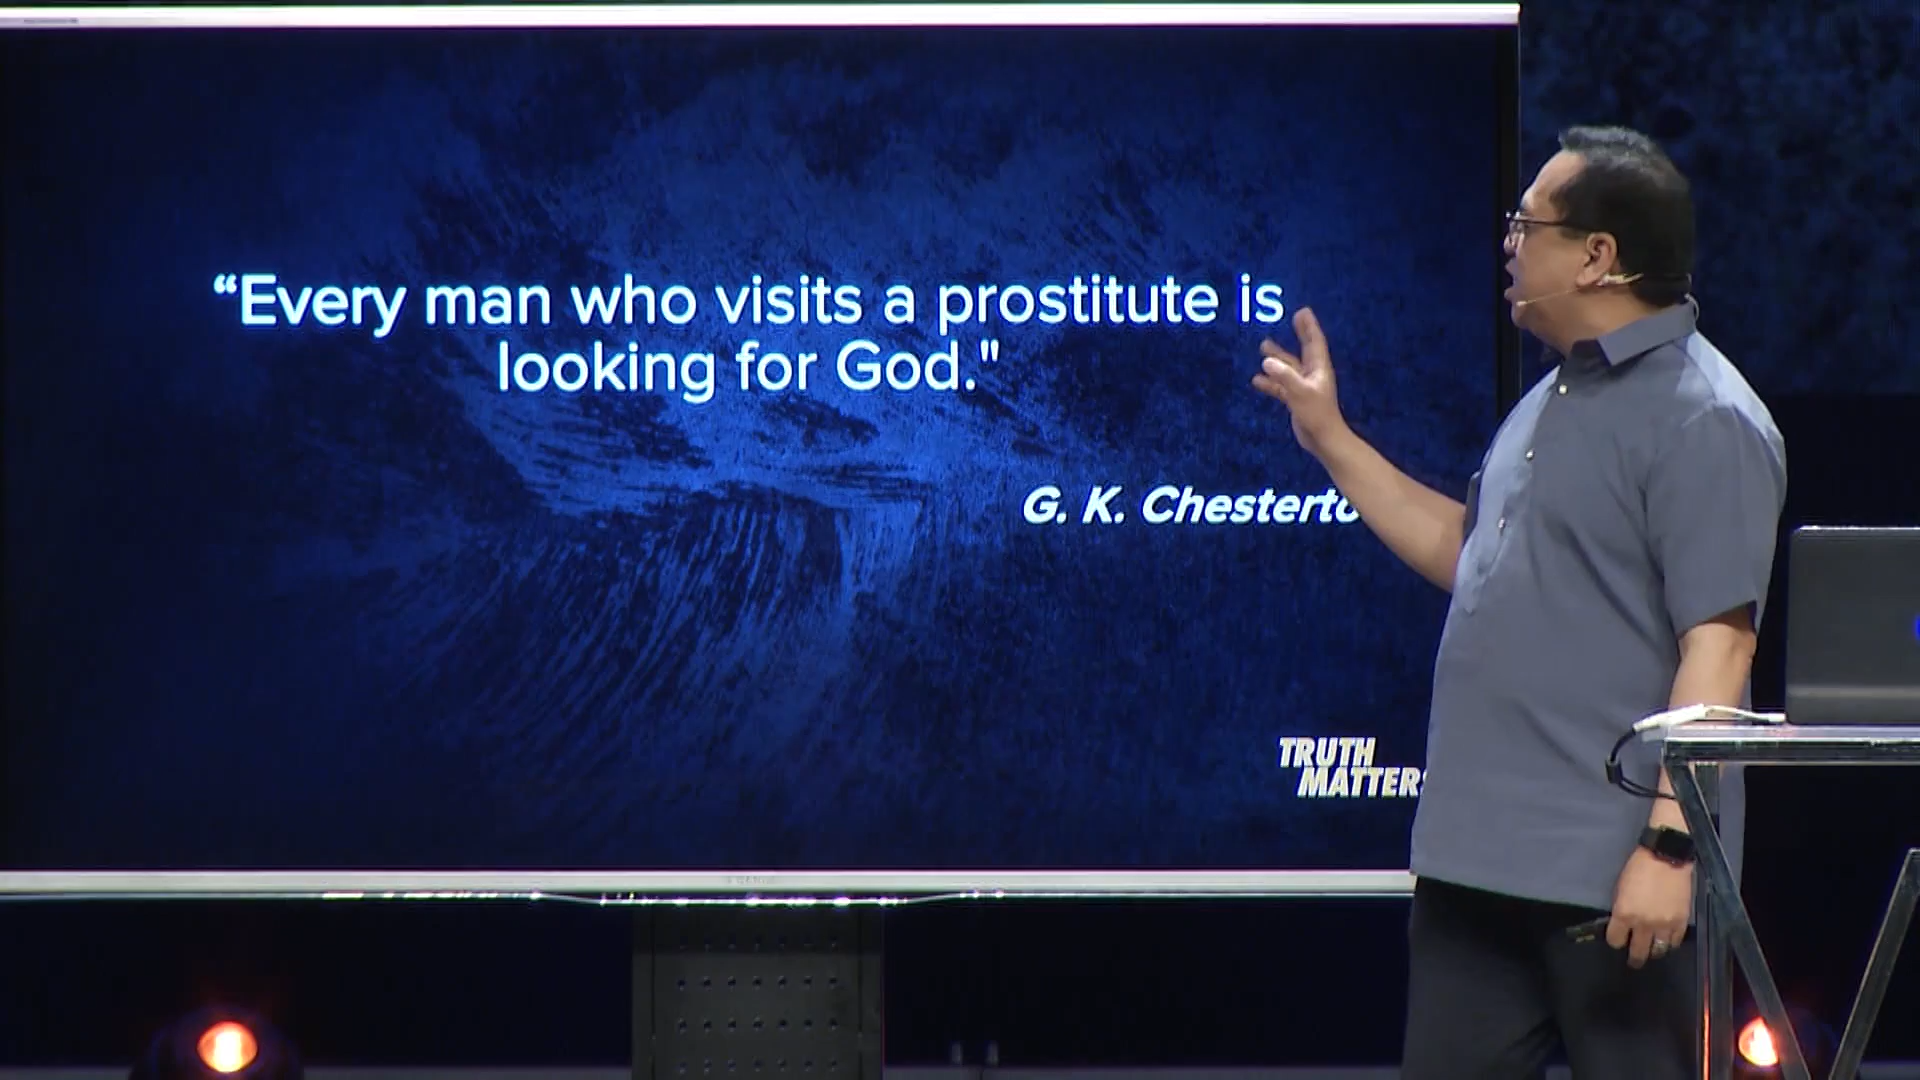 “Every man who visits a prostitute is
looking for God."
G. K. Chesterto
TRUTH
MATTERS